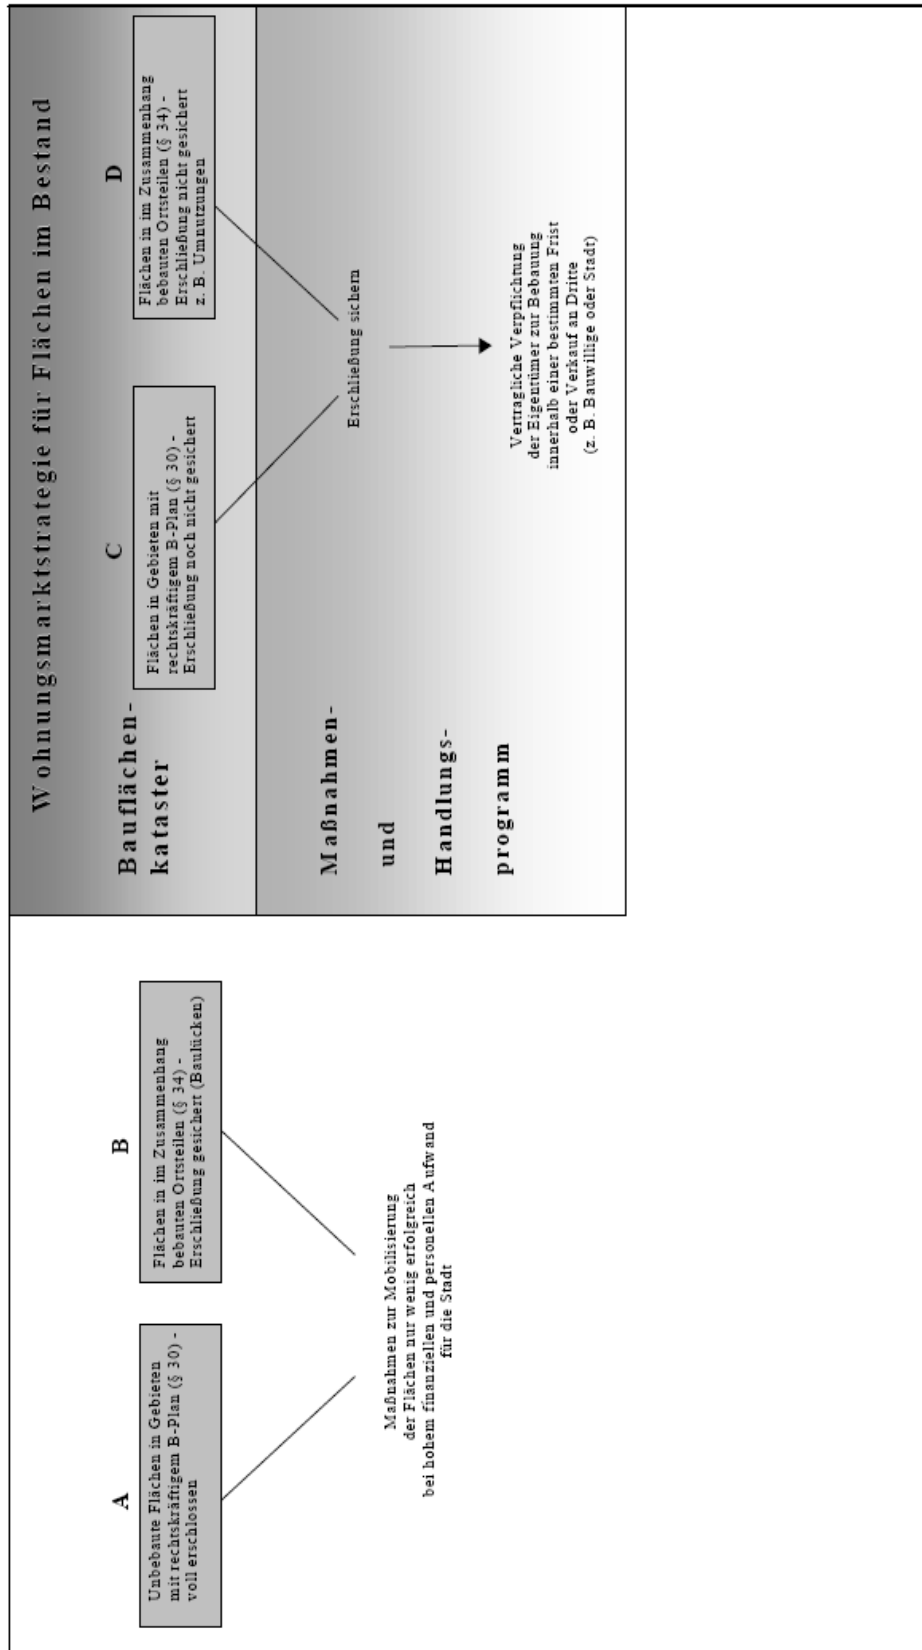 Wohnungsmarktstrategie für Flächen im Bestand
A
Unbebaute Flächen in Gebieten
mit rechtskräftigem B-Plan (§ 30) -
voll erschlossen
B
Flächen in im Zusammenhang
bebauten Ortsteilen (§ 34) -
Erschließung gesichert (Baulücken)
Maßnahmen zur Mobilisierung
der Flächen nur wenig erfolgreich
bei hohem finanziellen und personellen Aufwand
für die Stadt
Bauflächen-
kataster
C
Flächen in Gebieten mit
rechtskräftigem B-Plan (§ 30) -
Erschließung noch nicht gesichert
D
Flächen in im Zusammenhang
bebauten Ortsteilen (§ 34) -
Erschließung nicht gesichert
z. B. Umnutzungen
Maßnahmen-
und
Handlungs-
programm
Erschließung sichern
Vertragliche Verpflichtung
der Eigentümer zur Bebauung
innerhalb einer bestimmten Frist
oder Verkauf an Dritte
(z. B. Bauwillige oder Stadt)